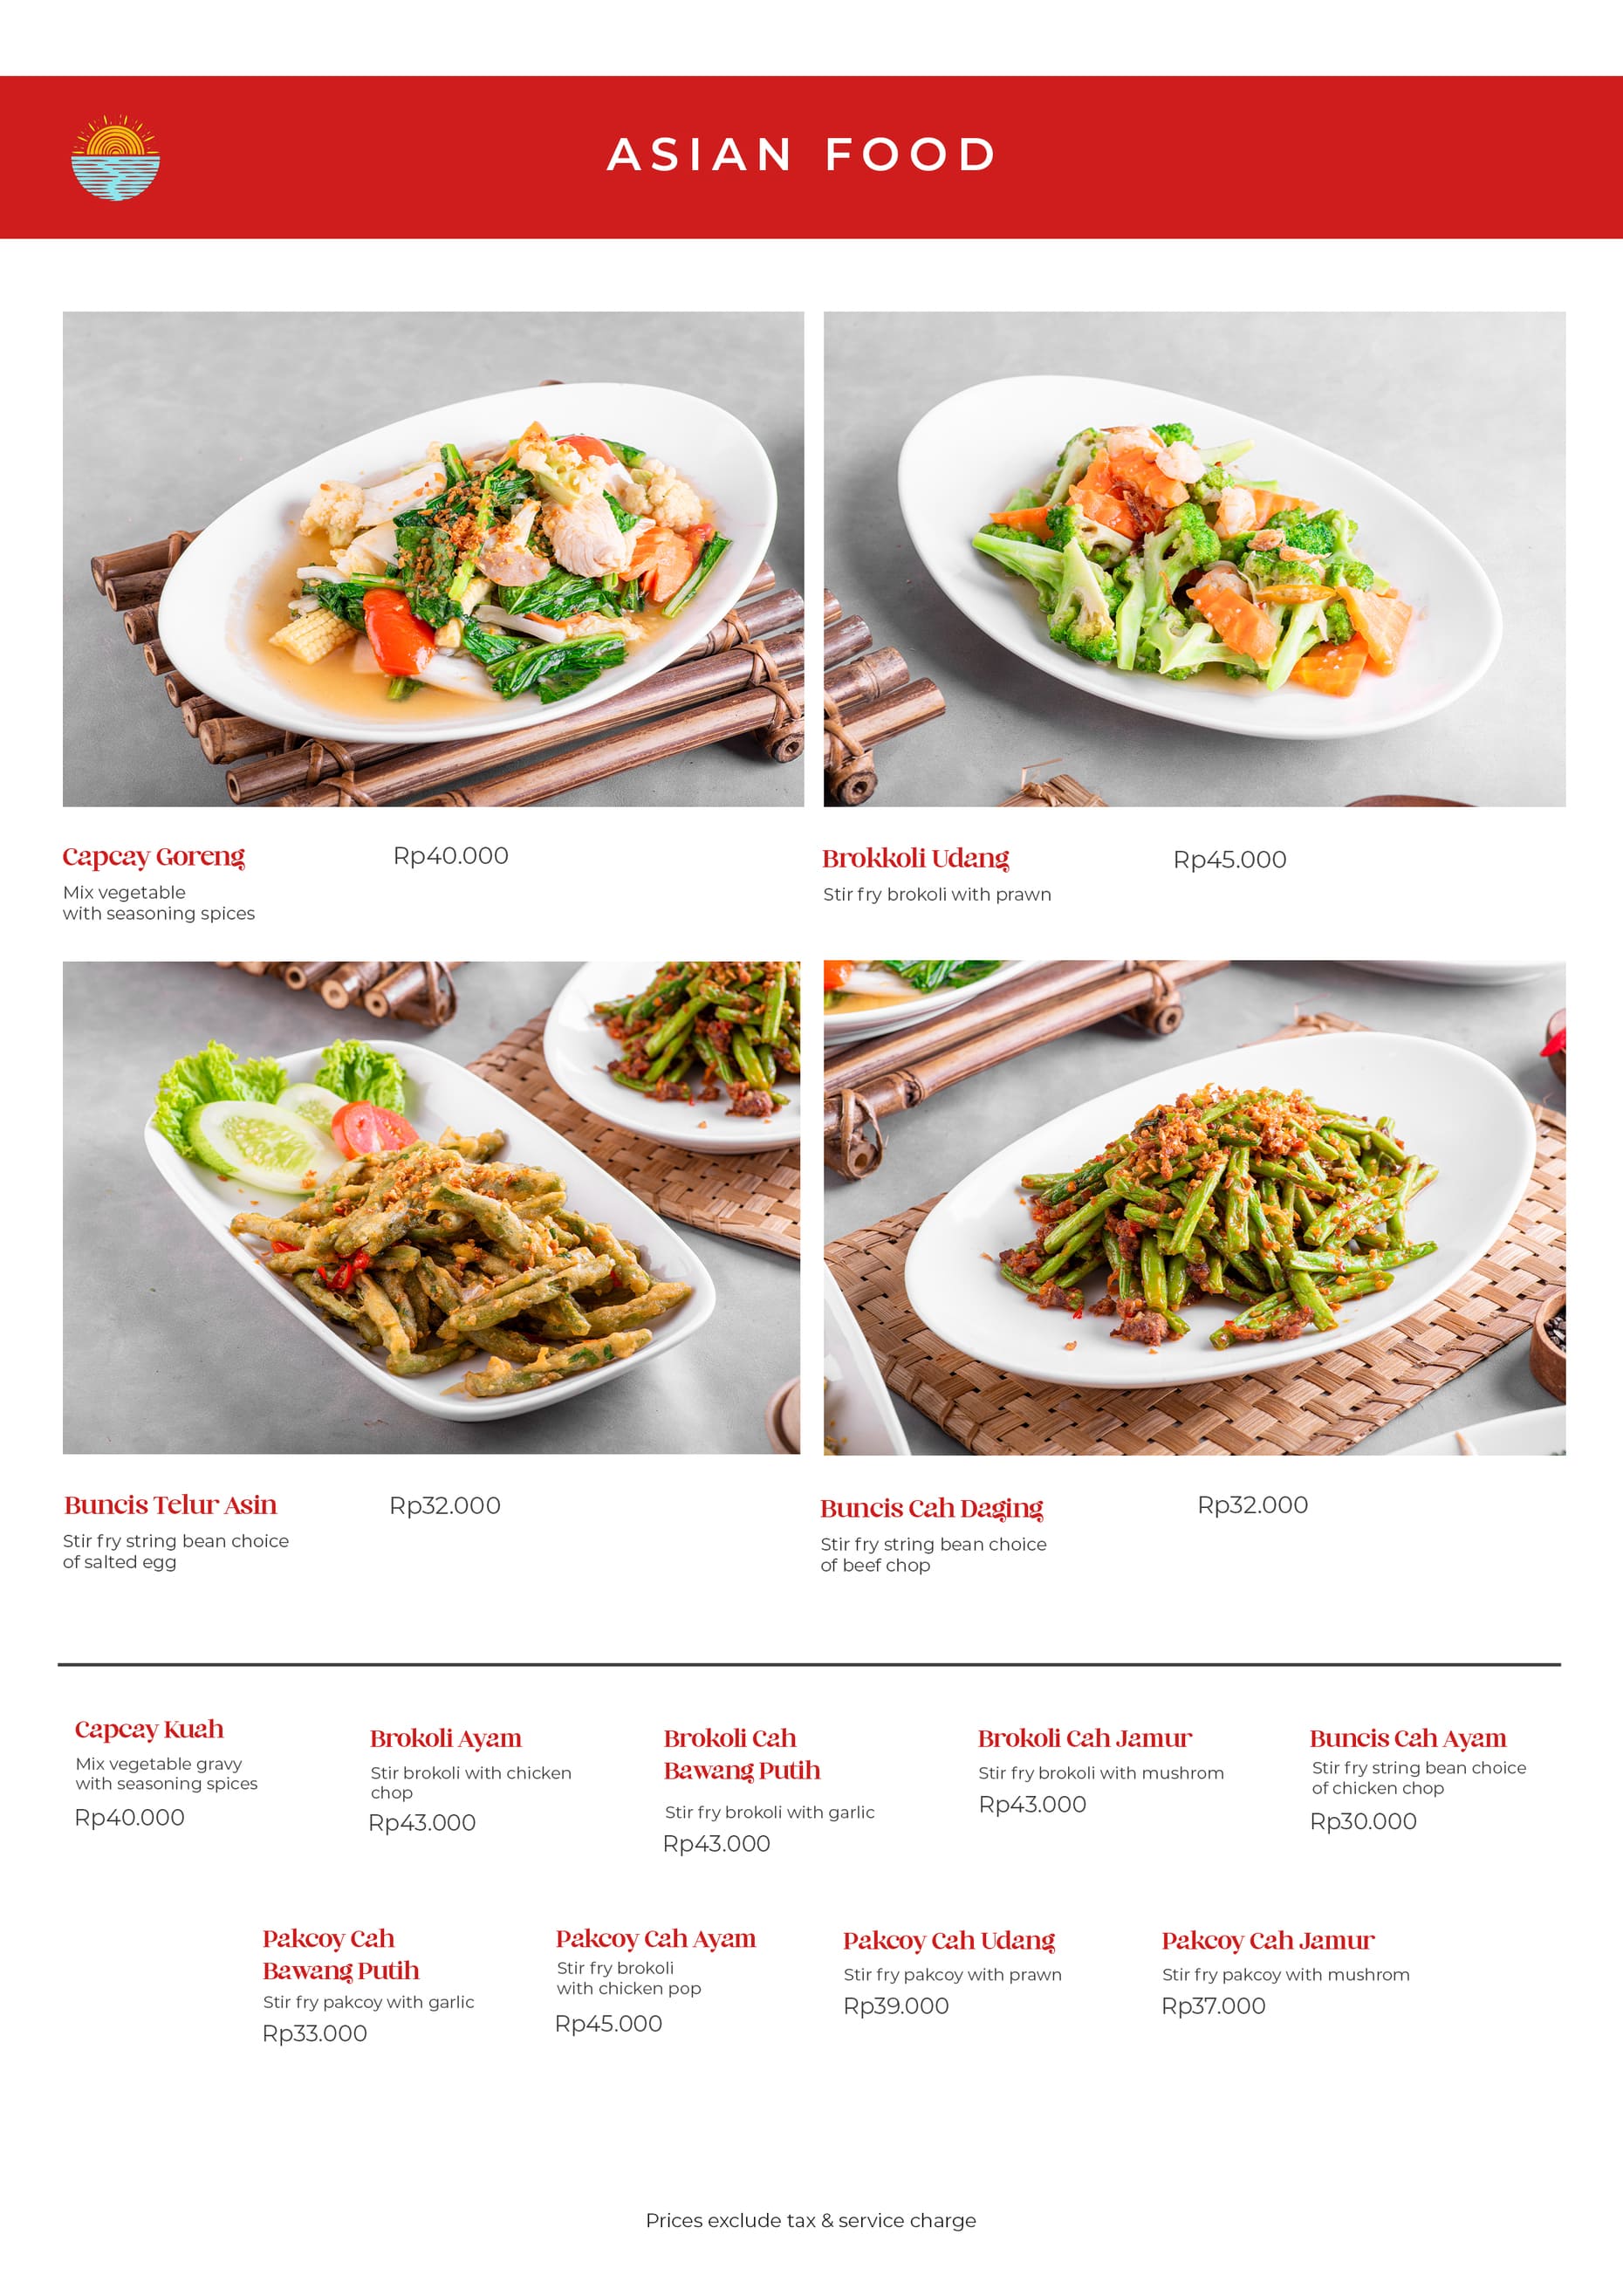 ASIAN FOOD
Capcay Goreng
Rp40.000
Mix vegetable
with seasoning spices
Brokkoli Udang
Rp45.000
Stir fry brokoli with prawn
Buncis Telur Asin
Rp32.000
Stir fry string bean choice
of salted egg
Buncis Cah Daging
Rp32.000
Stir fry string bean choice
of beef chop
Capcay Kuah
Mix vegetable gravy
with seasoning spices
Rp40.000
Brokoli Ayam
Stir brokoli with chicken
chop
Rp43.000
Brokoli Cah
Bawang Putih
Stir fry brokoli with garlic
Rp43.000
Brokoli Cah Jamur
Stir fry brokoli with mushrom
Rp43.000
Buncis Cah Ayam
Stir fry string bean choice
of chicken chop
Rp30.000
Pakcoy Cah
Bawang Putih
Stir fry pakcoy with garlic
Rp33.000
Pakcoy Cah Ayam
Stir fry brokoli
with chicken pop
Rp45.000
Pakcoy Cah Udang
Stir fry pakcoy with prawn
Rp39.000
Pakcoy Cah Jamur
Stir fry pakcoy with mushrom
Rp37.000
Prices exclude tax & service charge